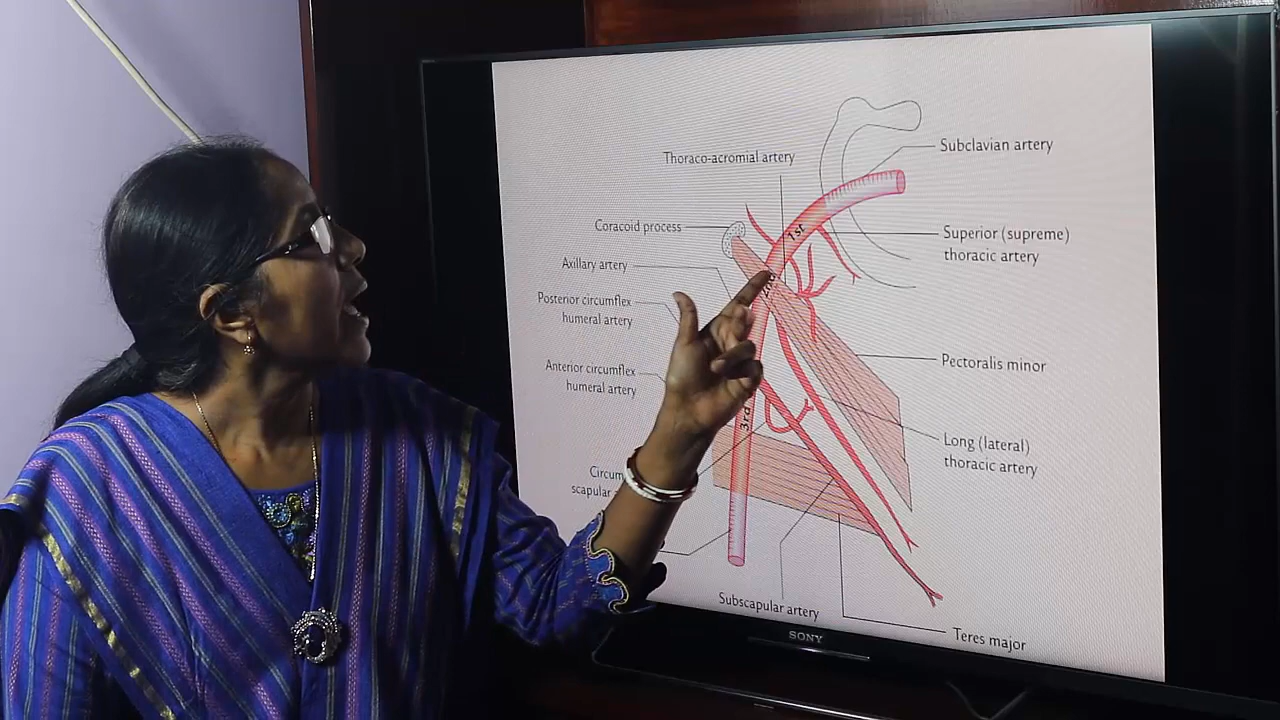 Thoraco-acromial artery
Subclavian artery
Coracoid process
1st
Superior (supreme)
thoracic artery
Axillary artery
Posterior circumflex
humeral artery
Pectoralis minor
Anterior circumflex
humeral artery
3rd
Long (lateral)
thoracic artery
scapular
Subscapular artery
Teres major
SONY